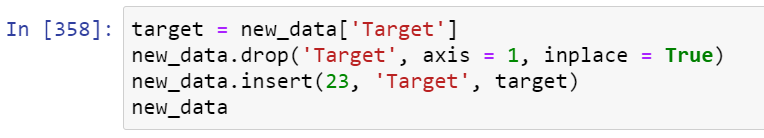 In [358]: target = new_data['Target']
new_data.drop('Target', axis = 1, inplace = True)
new_data.insert(23, 'Target', target)
new_data